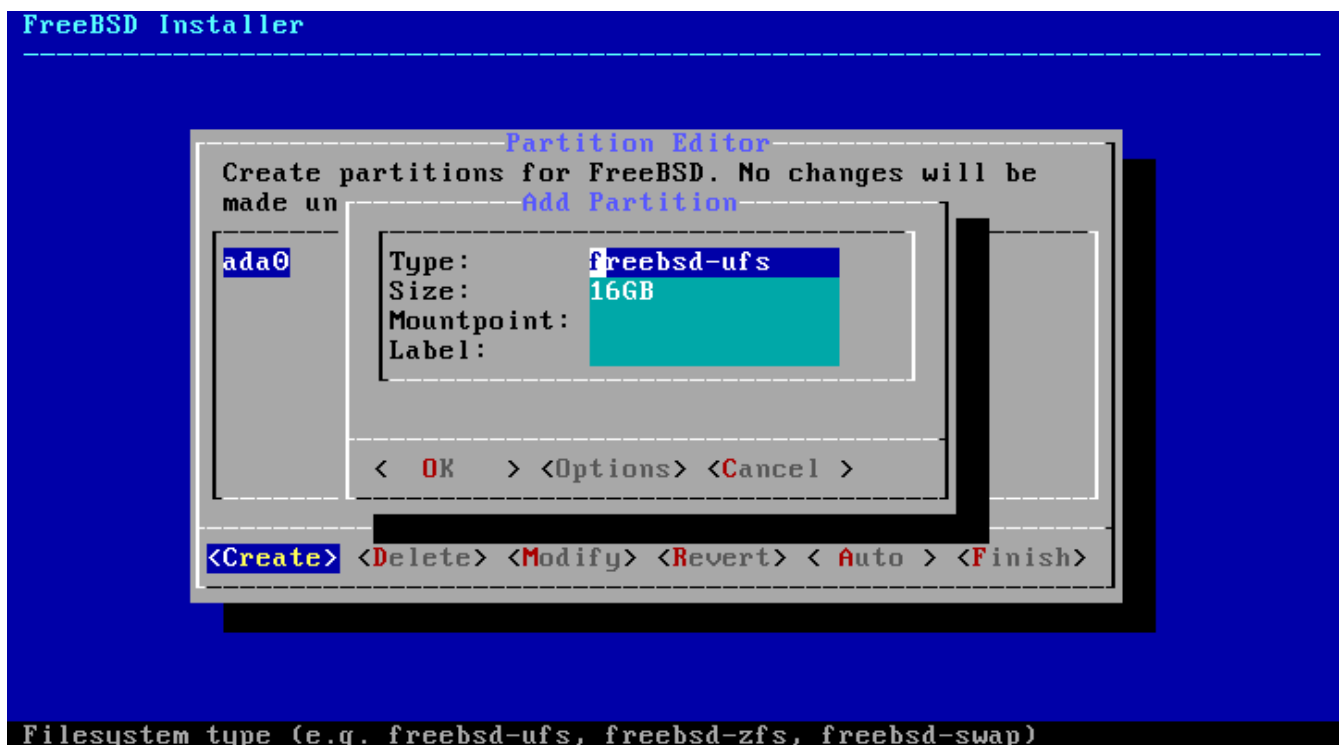 FreeBSD Installer
Partition Editor
Create partitions for FreeBSD. No changes will be
made un
Add Partition
ada0
Type: freebsd-ufs
Size: 16GB
Mountpoint:
Label:
< OK > <Options> <Cancel >
<Create> <Delete> <Modify> <Revert> < Auto > <Finish>
Filesystem type (e.g. freebsd-ufs, freebsd-zfs, freebsd-swap)